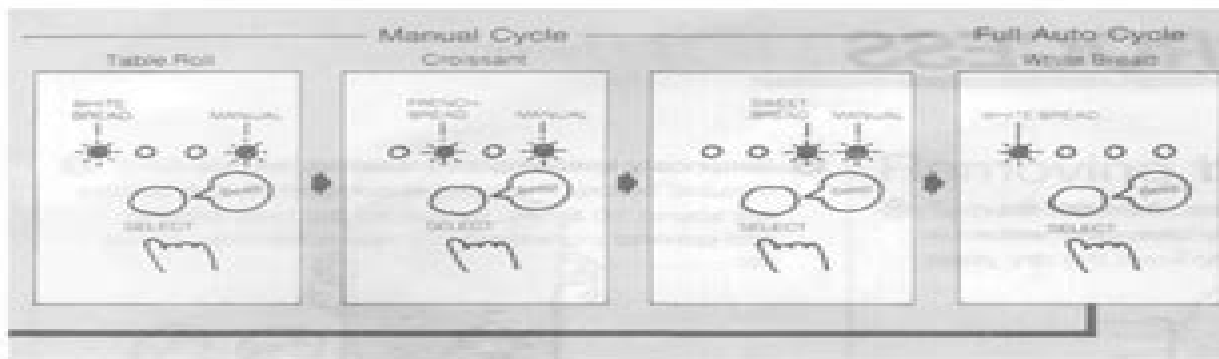 Manual Cycle
Full Auto Cycle
Table Roll
Croissant
White Bread
WHITE
BREAD
MANUAL
FRENCH
BREAD
MANUAL
SWEET
BREAD
MANUAL
WHITE BREAD
SELECT
SELECT
SELECT
SELECT